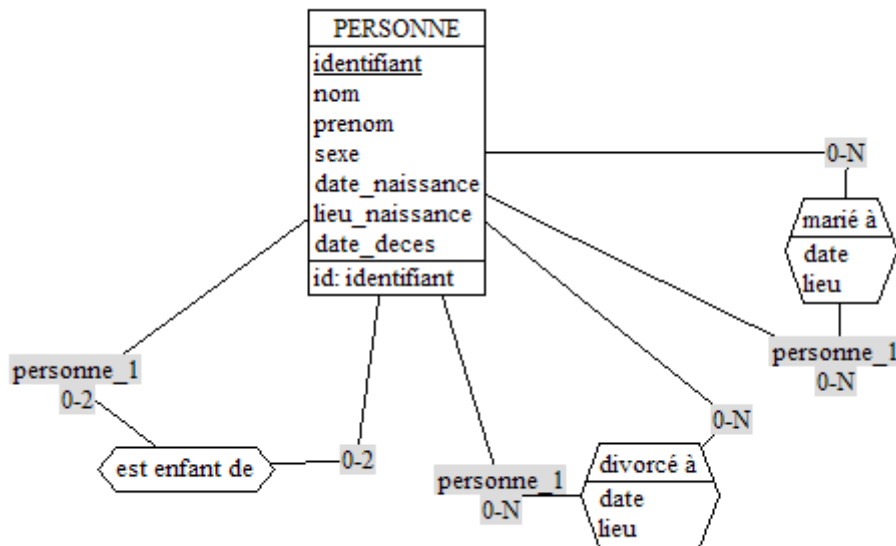 PERSONNE
identifiant
nom
prenom
sexe
date_naissance
lieu_naissance
date_deces
id: identifiant
0-N
marié à
date
lieu
personne_1
0-N
personne_1
0-2
est enfant de
0-2
personne_1
0-N
0-N
divorcé à
date
lieu